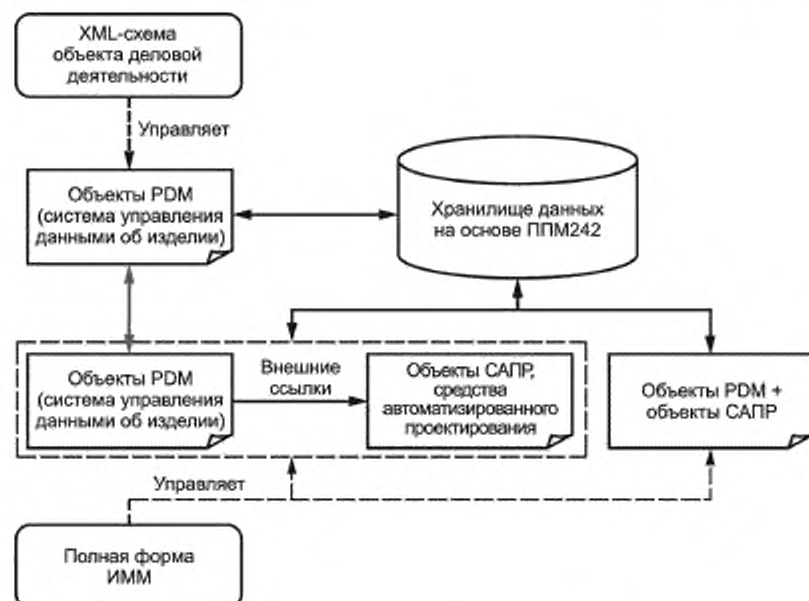 XML-схема
объекта деловой
деятельности
Управляет
Объекты PDM
(система управления
данными об изделии)
Хранилище данных
на основе ППМ242
Объекты PDM
(система управления
данными об изделии)
Внешние
ссылки
Объекты САПР,
средства
автоматизированного
проектирования
Объекты PDM +
объекты САПР
Управляет
Полная форма
ИММ